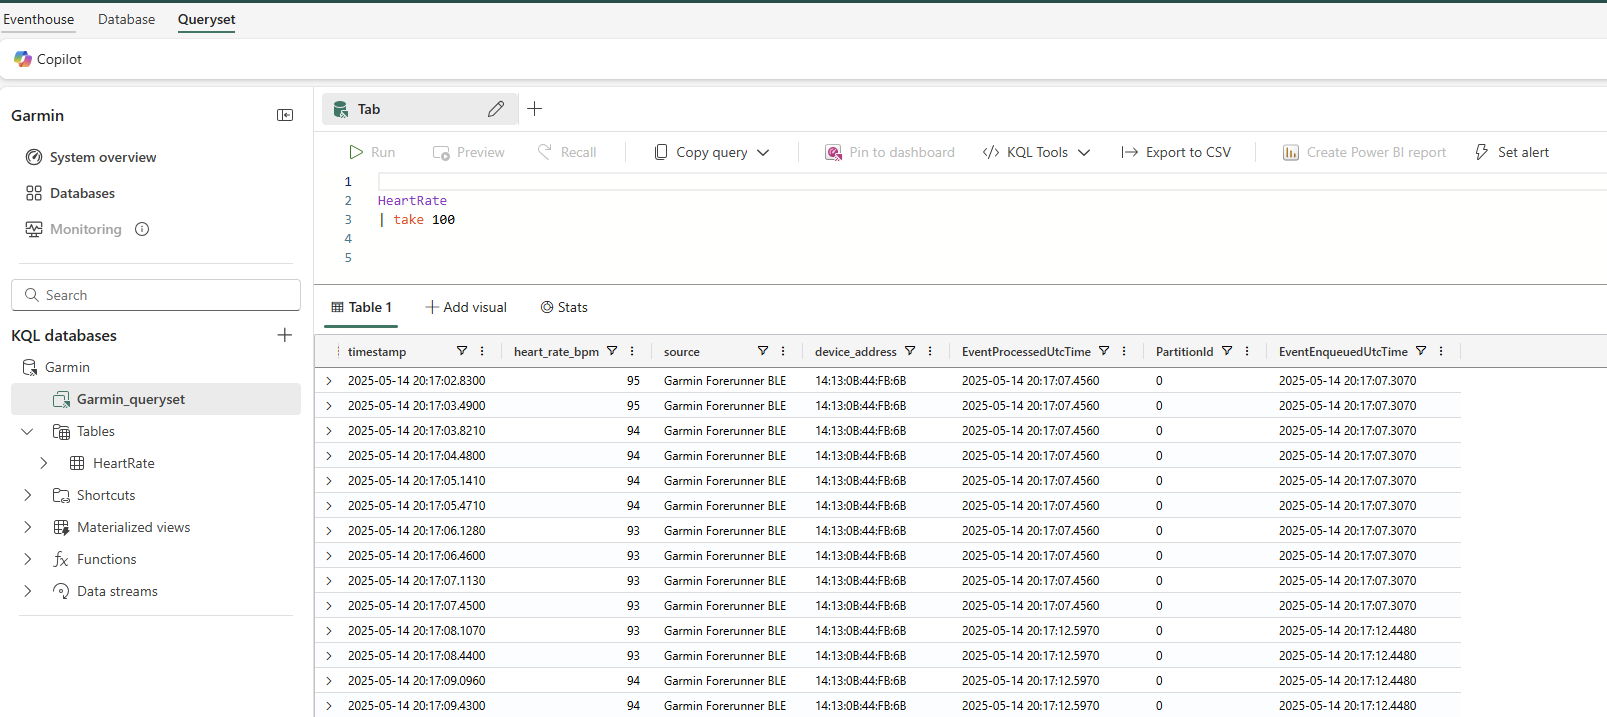 Eventhouse Database Queryset
Copilot
Garmin
System overview
Databases
Monitoring
Search
KQL databases
Garmin
Garmin_queryset
Tables
HeartRate
Shortcuts
Materialized views
Functions
Data streams
Tab
Run Preview Recall Copy query Pin to dashboard KQL Tools Export to CSV Create Power BI report Set alert
1
2 HeartRate
3 | take 100
4
5
Table 1 Add visual Stats
timestamp heart_rate_bpm source device_address EventProcessedUtcTime PartitionId EventEnqueuedUtcTime
2025-05-14 20:17:02.8300 95 Garmin Forerunner BLE 14:13:0B:44:FB:6B 2025-05-14 20:17:07.4560 0 2025-05-14 20:17:07.3070
2025-05-14 20:17:03.4900 95 Garmin Forerunner BLE 14:13:0B:44:FB:6B 2025-05-14 20:17:07.4560 0 2025-05-14 20:17:07.3070
2025-05-14 20:17:03.8210 94 Garmin Forerunner BLE 14:13:0B:44:FB:6B 2025-05-14 20:17:07.4560 0 2025-05-14 20:17:07.3070
2025-05-14 20:17:04.4800 94 Garmin Forerunner BLE 14:13:0B:44:FB:6B 2025-05-14 20:17:07.4560 0 2025-05-14 20:17:07.3070
2025-05-14 20:17:05.1410 94 Garmin Forerunner BLE 14:13:0B:44:FB:6B 2025-05-14 20:17:07.4560 0 2025-05-14 20:17:07.3070
2025-05-14 20:17:05.4710 94 Garmin Forerunner BLE 14:13:0B:44:FB:6B 2025-05-14 20:17:07.4560 0 2025-05-14 20:17:07.3070
2025-05-14 20:17:06.1280 93 Garmin Forerunner BLE 14:13:0B:44:FB:6B 2025-05-14 20:17:07.4560 0 2025-05-14 20:17:07.3070
2025-05-14 20:17:06.4600 93 Garmin Forerunner BLE 14:13:0B:44:FB:6B 2025-05-14 20:17:07.4560 0 2025-05-14 20:17:07.3070
2025-05-14 20:17:07.1130 93 Garmin Forerunner BLE 14:13:0B:44:FB:6B 2025-05-14 20:17:07.4560 0 2025-05-14 20:17:07.3070
2025-05-14 20:17:07.4500 93 Garmin Forerunner BLE 14:13:0B:44:FB:6B 2025-05-14 20:17:07.4560 0 2025-05-14 20:17:07.3070
2025-05-14 20:17:08.1070 93 Garmin Forerunner BLE 14:13:0B:44:FB:6B 2025-05-14 20:17:12.5970 0 2025-05-14 20:17:12.4480
2025-05-14 20:17:08.4400 93 Garmin Forerunner BLE 14:13:0B:44:FB:6B 2025-05-14 20:17:12.5970 0 2025-05-14 20:17:12.4480
2025-05-14 20:17:09.0960 94 Garmin Forerunner BLE 14:13:0B:44:FB:6B 2025-05-14 20:17:12.5970 0 2025-05-14 20:17:12.4480
2025-05-14 20:17:09.4300 94 Garmin Forerunner BLE 14:13:0B:44:FB:6B 2025-05-14 20:17:12.5970 0 2025-05-14 20:17:12.4480